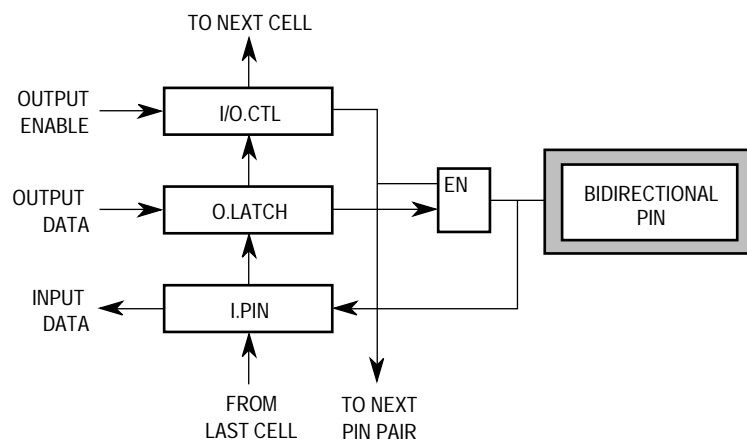 TO NEXT CELL
OUTPUT
ENABLE
I/O.CTL
OUTPUT
DATA
O.LATCH
EN
BIDIRECTIONAL
PIN
INPUT
DATA
I.PIN
FROM
LAST CELL
TO NEXT
PIN PAIR